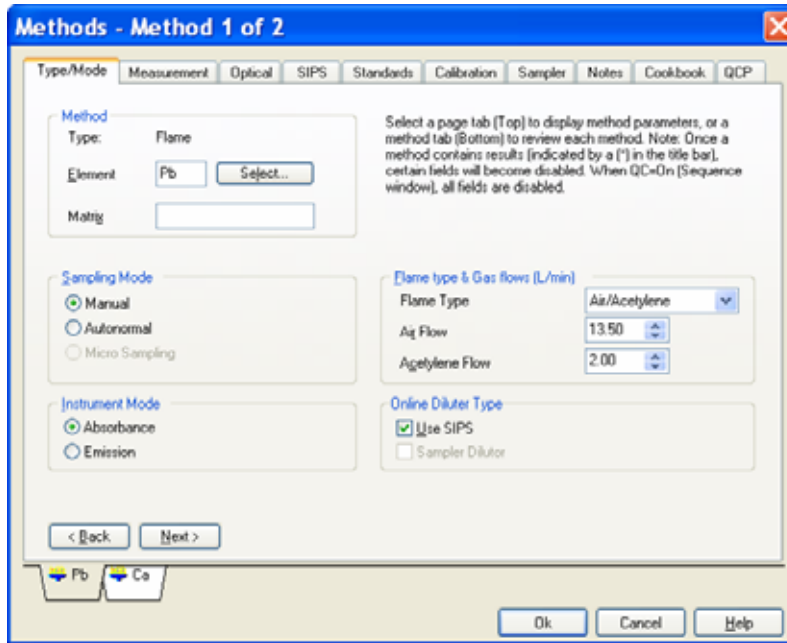 Methods - Method 1 of 2
Type/Mode Measurement Optical SIPS Standards Calibration Sampler Notes Cookbook QCP
Method
Type: Flame
Element Pb Select...
Matrix
Select a page tab (Top) to display method parameters, or a
method tab (Bottom) to review each method. Note: Once a
method contains results (indicated by a (*) in the title bar),
certain fields will become disabled. When QC=On (Sequence
window), all fields are disabled.
Sampling Mode
Manual
Autonormal
Micro Sampling
Flame type & Gas flows (L/min)
Flame Type Air/Acetylene
Air Flow 13.50
Acetylene Flow 2.00
Instrument Mode
Absorbance
Emission
Online Diluter Type
Use SIPS
Sampler Dilutor
< Back Next >
Pb Ca
Ok Cancel Help